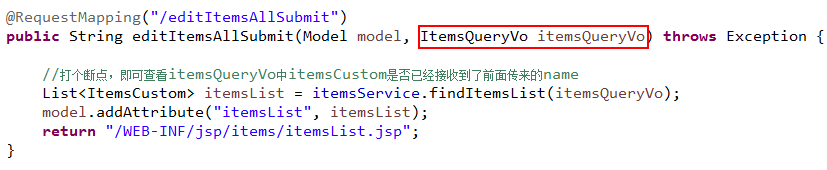 @RequestMapping("/editItemsAllSubmit")
public String editItemsAllSubmit(Model model, ItemsQueryVo itemsQueryVo) throws Exception {
//打个断点，即可查看itemsQueryVo中itemsCustom是否已经接收到了前面传来的name
List<ItemsCustom> itemsList = itemsService.findItemsList(itemsQueryVo);
model.addAttribute("itemsList", itemsList);
return "/WEB-INF/jsp/items/itemsList.jsp";
}